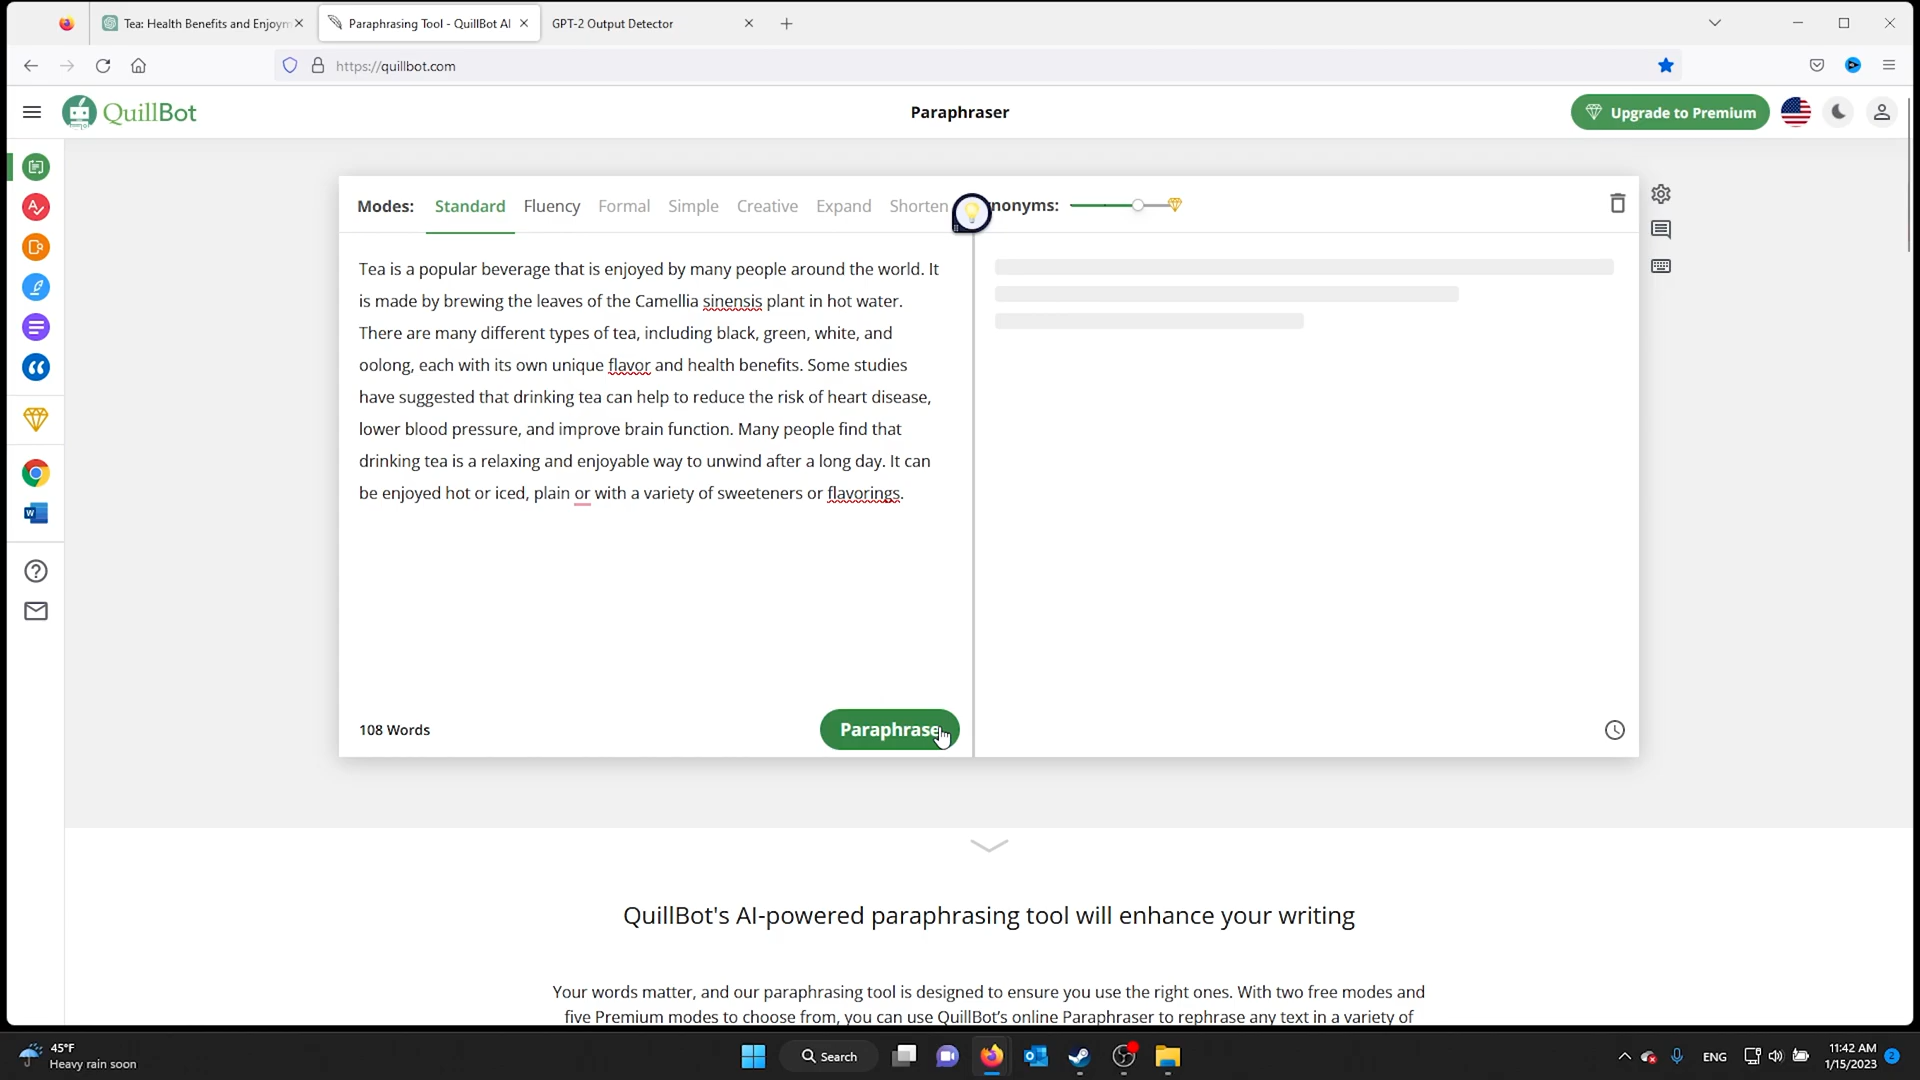 Tea: Health Benefits and Enjoym
Paraphrasing Tool - QuillBot AI
GPT-2 Output Detector
https://quillbot.com
QuillBot
Paraphraser
Upgrade to Premium
Modes:
Standard
Fluency
Formal
Simple
Creative
Expand
Shorten
nonyms:
Tea is a popular beverage that is enjoyed by many people around the world. It
is made by brewing the leaves of the Camellia sinensis plant in hot water.
There are many different types of tea, including black, green, white, and
oolong, each with its own unique flavor and health benefits. Some studies
have suggested that drinking tea can help to reduce the risk of heart disease,
lower blood pressure, and improve brain function. Many people find that
drinking tea is a relaxing and enjoyable way to unwind after a long day. It can
be enjoyed hot or iced, plain or with a variety of sweeteners or flavorings.
108 Words
Paraphrase
QuillBot's AI-powered paraphrasing tool will enhance your writing
Your words matter, and our paraphrasing tool is designed to ensure you use the right ones. With two free modes and
five Premium modes to choose from, you can use QuillBot's online Paraphraser to rephrase any text in a variety of
45°F
Heavy rain soon
Search
ENG
11:42 AM
1/15/2023
2